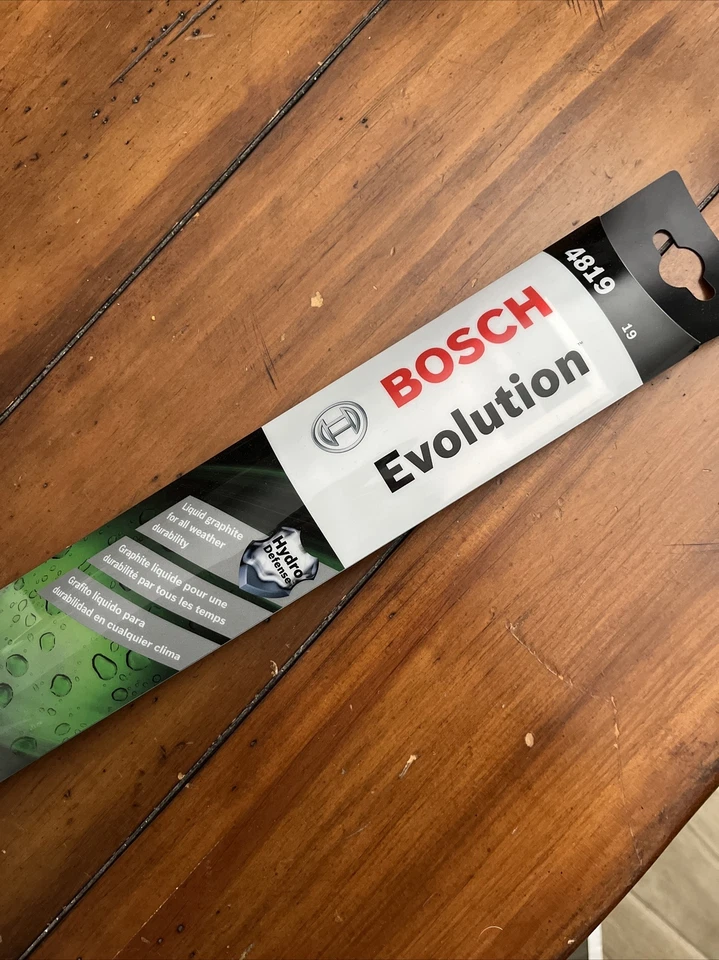 4819
19
BOSCH
Evolution™
Liquid graphite
for all weather
durability
Hydro
Defense
Graphite liquide pour une
durabilité par tous les temps
Grafito líquido para
durabilidad en cualquier clima